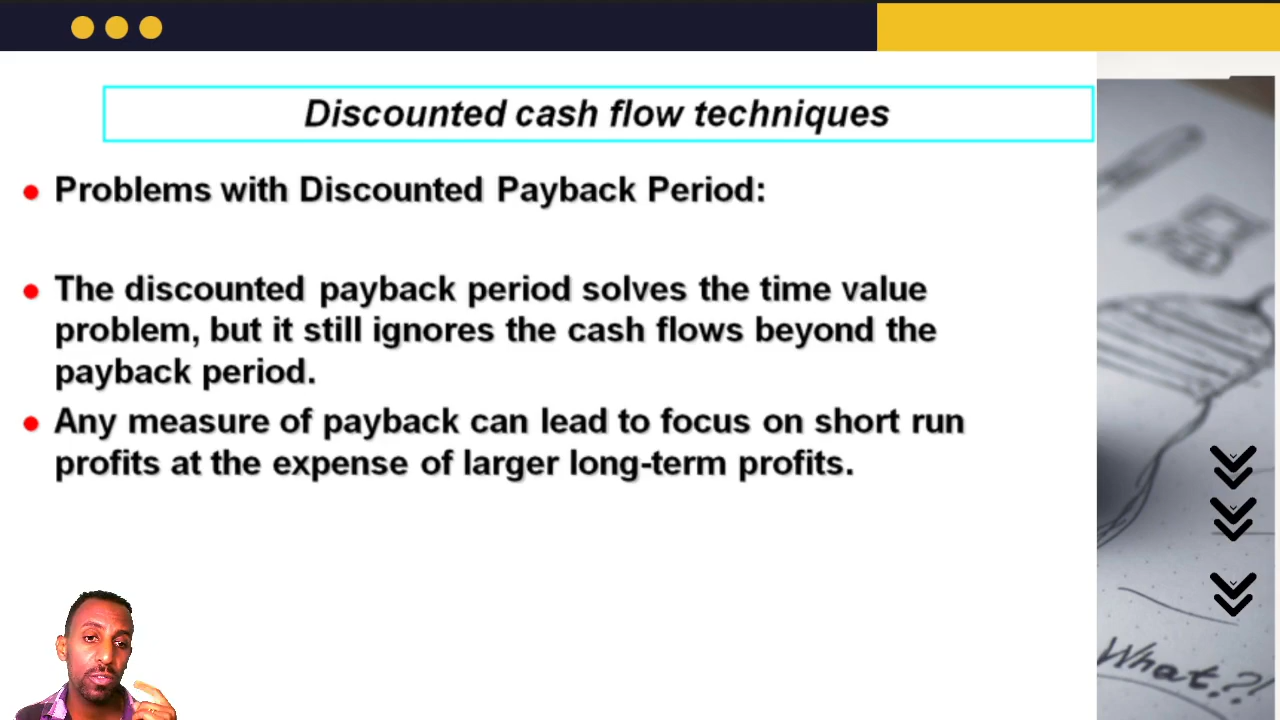 Discounted cash flow techniques
Problems with Discounted Payback Period:
The discounted payback period solves the time value
problem, but it still ignores the cash flows beyond the
payback period.
Any measure of payback can lead to focus on short run
profits at the expense of larger long-term profits.
What?!